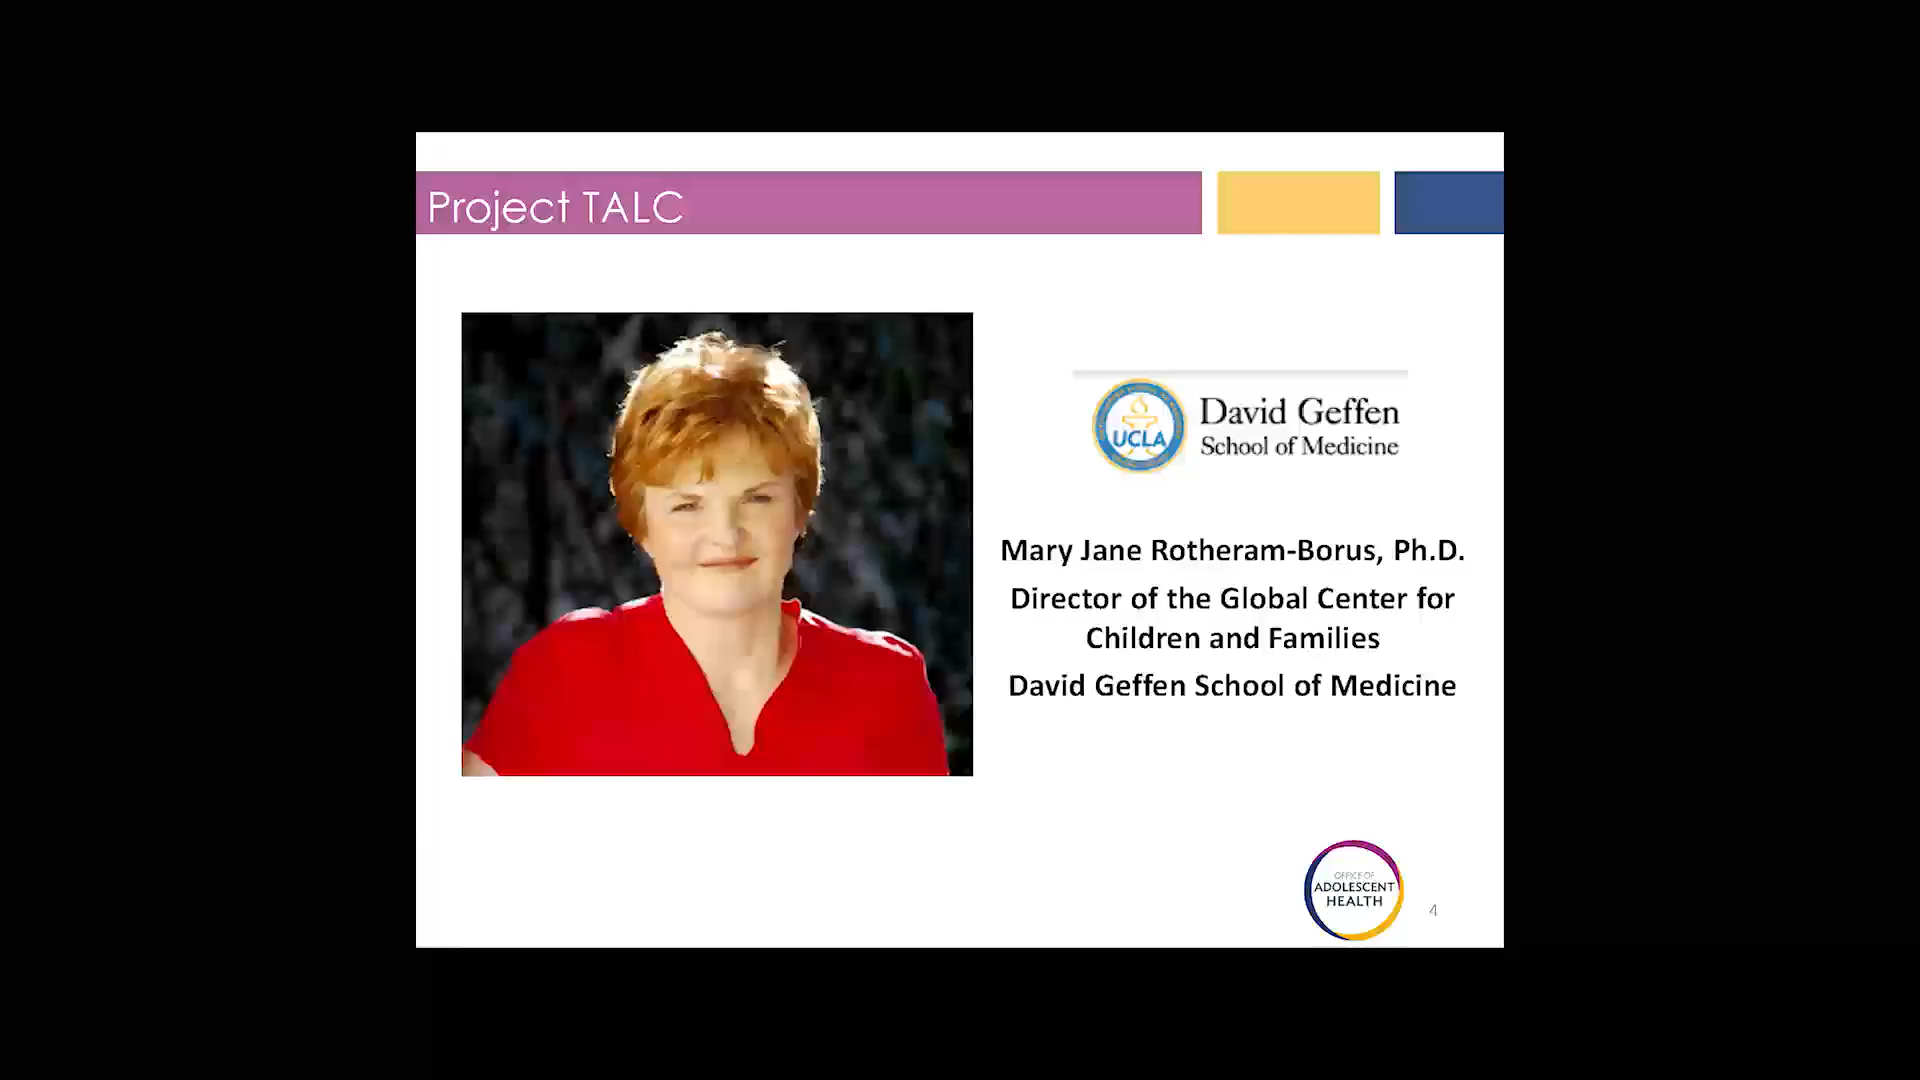 Project TALC
UCLA
David Geffen
School of Medicine
Mary Jane Rotheram-Borus, Ph.D.
Director of the Global Center for
Children and Families
David Geffen School of Medicine
OFFICE OF
ADOLESCENT
HEALTH
4